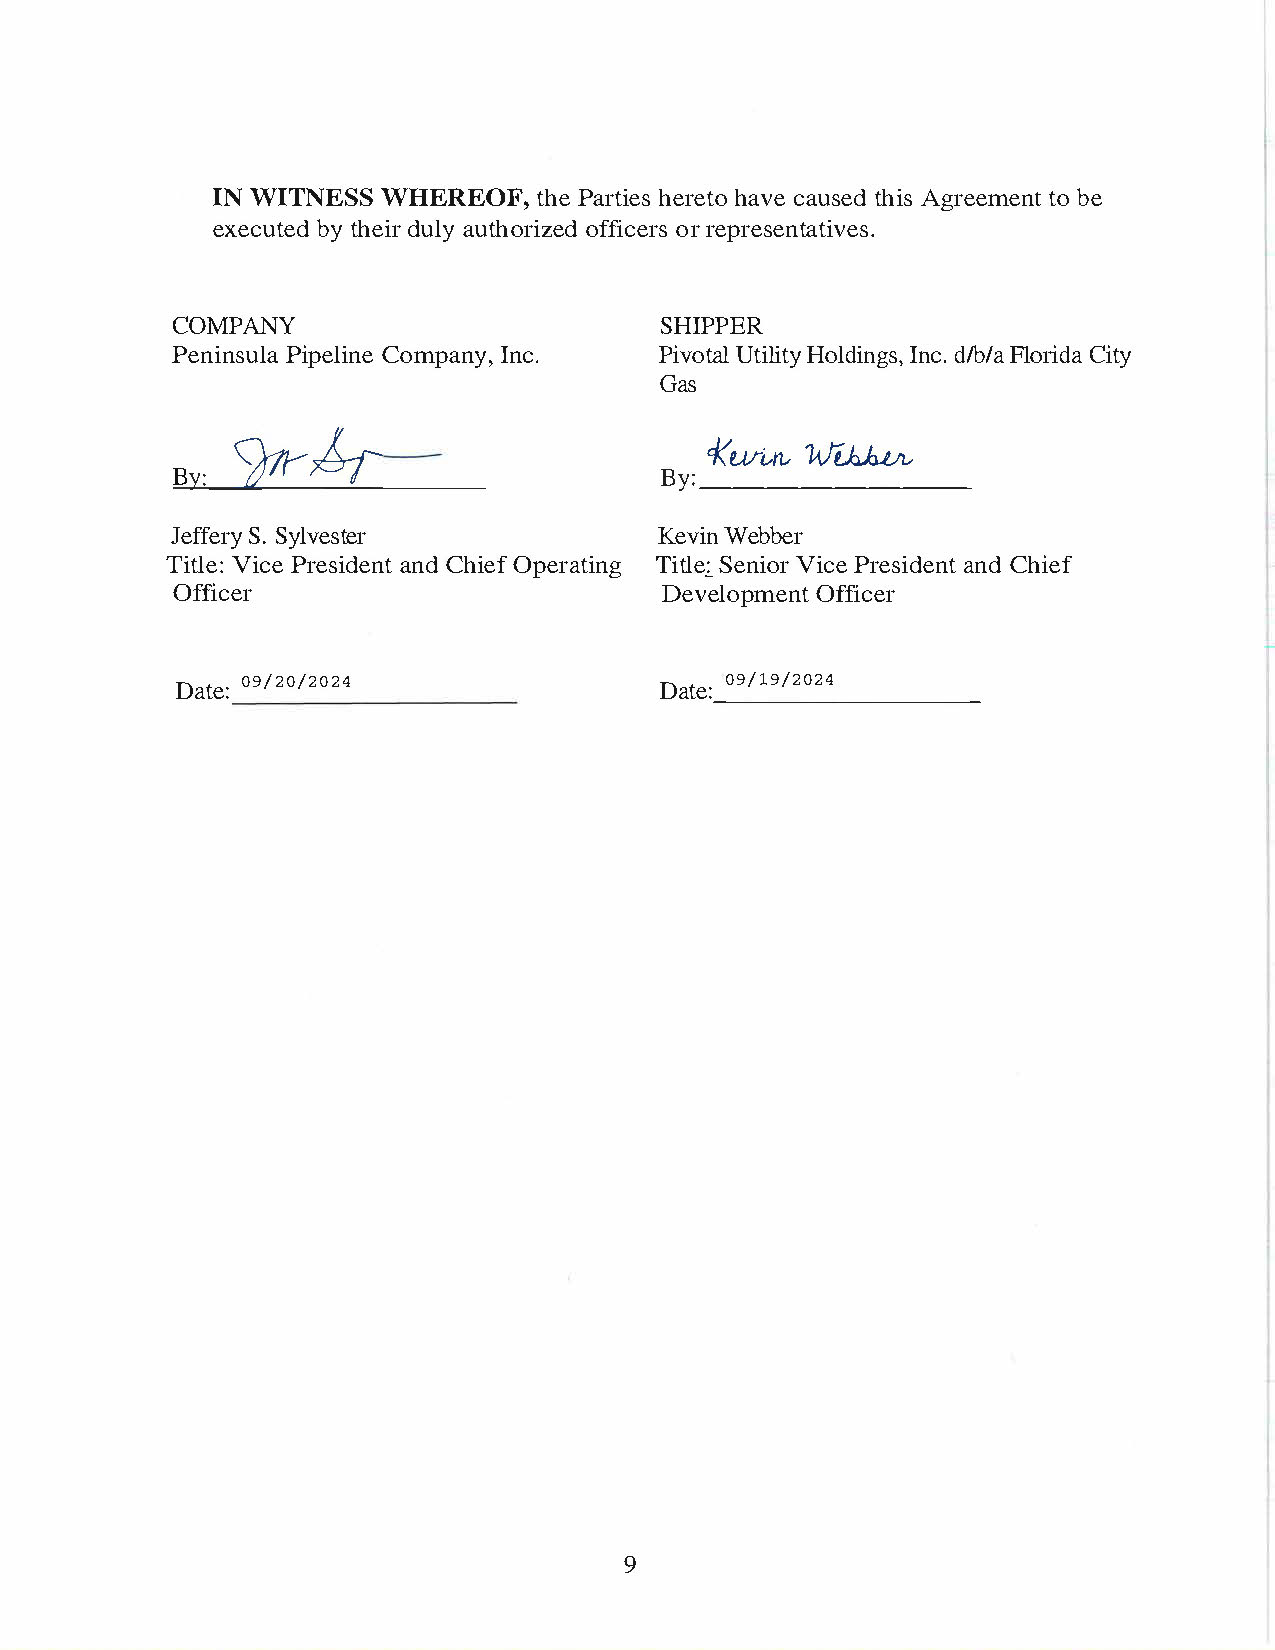 IN WITNESS WHEREOF, the Parties hereto have caused this Agreement to be
executed by their duly authorized officers or representatives.
COMPANY
Peninsula Pipeline Company, Inc.
By:
Jeffery S. Sylvester
Title: Vice President and Chief Operating
Officer
Date: 09/20/2024
SHIPPER
Pivotal Utility Holdings, Inc. d/b/a Florida City
Gas
By: Kevin Webber
Kevin Webber
Title: Senior Vice President and Chief
Development Officer
Date: 09/19/2024
9